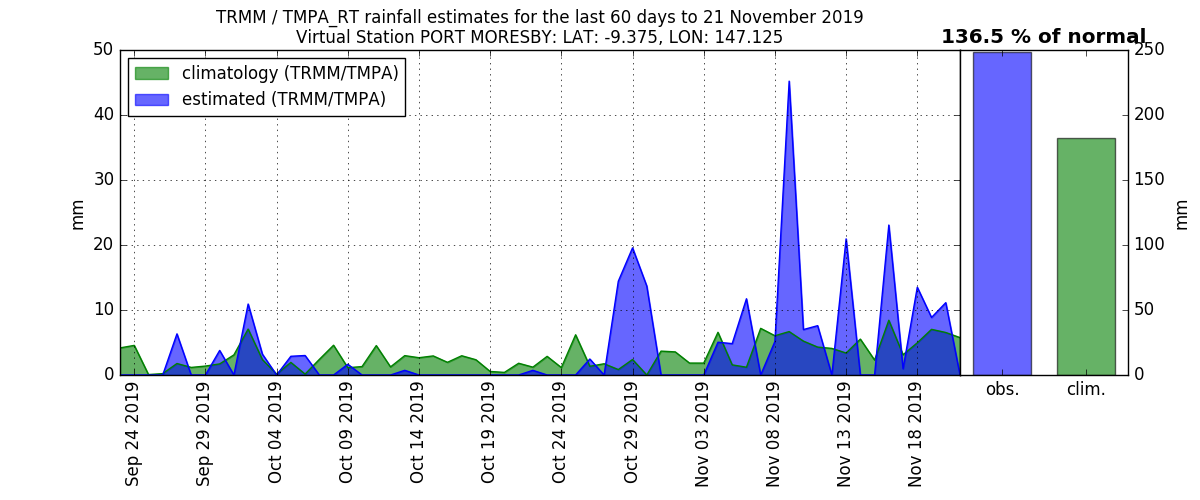 TRMM / TMPA_RT rainfall estimates for the last 60 days to 21 November 2019
Virtual Station PORT MORESBY: LAT: -9.375, LON: 147.125
136.5 % of normal
climatology (TRMM/TMPA)
estimated (TRMM/TMPA)
50
40
30
20
10
0
mm
250
200
150
100
50
0
mm
Sep 24 2019
Sep 29 2019
Oct 04 2019
Oct 09 2019
Oct 14 2019
Oct 19 2019
Oct 24 2019
Oct 29 2019
Nov 03 2019
Nov 08 2019
Nov 13 2019
Nov 18 2019
obs.
clim.